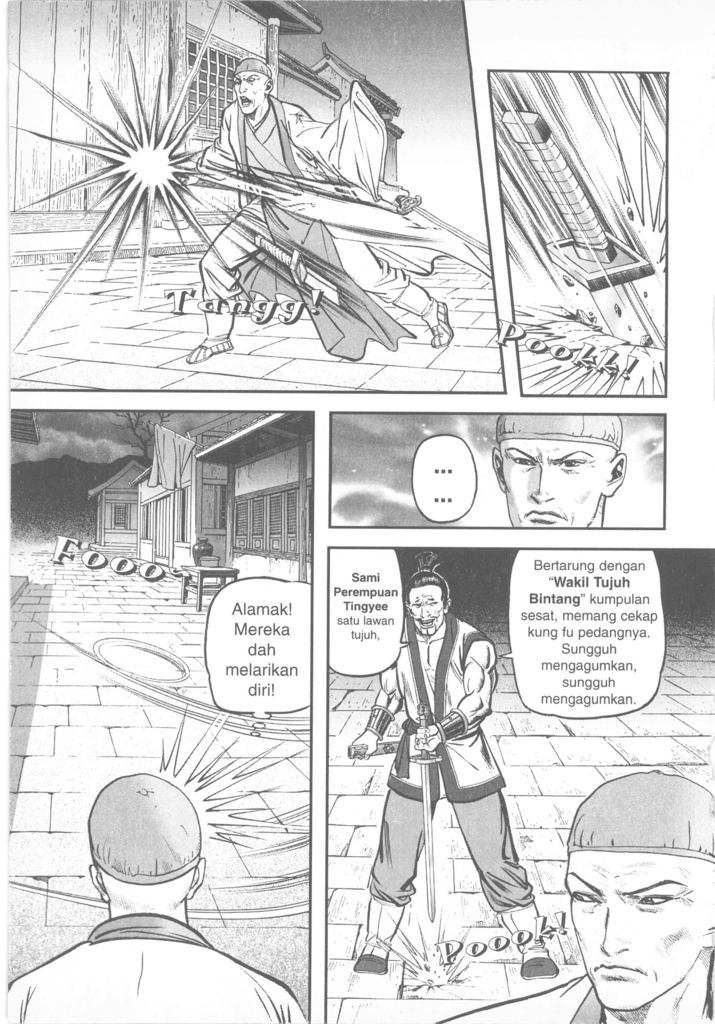 Tangg!
Pookk!
Fooo~
Alamak!
Mereka
dah
melarikan
diri!
...
...
Sami
Perempuan
Tingyee
satu lawan
tujuh,
Bertarung dengan
“Wakil Tujuh
Bintang” kumpulan
sesat, memang cekap
kung fu pedangnya.
Sungguh
mengagumkan,
sungguh
mengagumkan.
Poook!